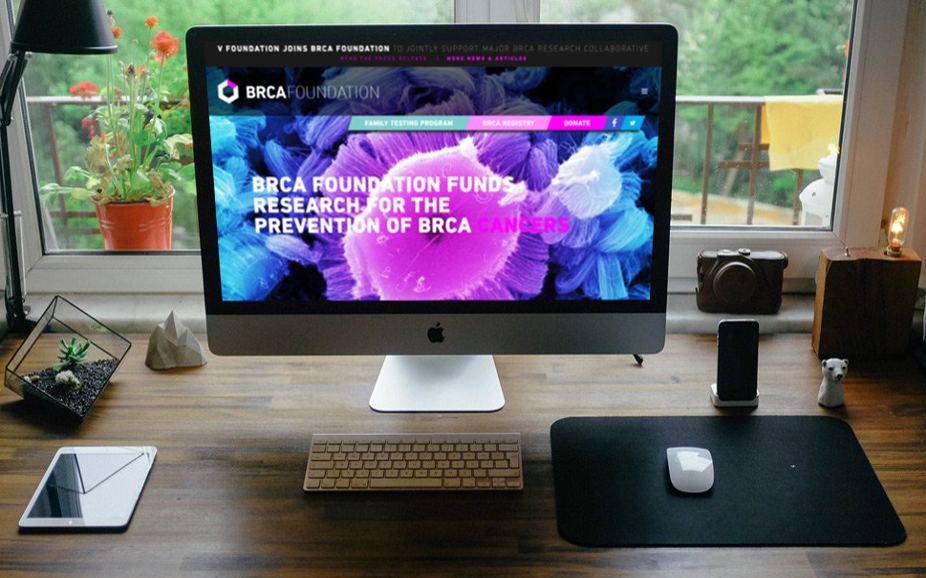 V FOUNDATION JOINS BRCA FOUNDATION TO JOINTLY SUPPORT MAJOR BRCA RESEARCH COLLABORATIVE
READ THE PRESS RELEASE | MORE NEWS & ARTICLES
BRCAFOUNDATION
FAMILY TESTING PROGRAM BRCA REGISTRY DONATE
BRCA FOUNDATION FUNDS
RESEARCH FOR THE
PREVENTION OF BRCA CANCERS